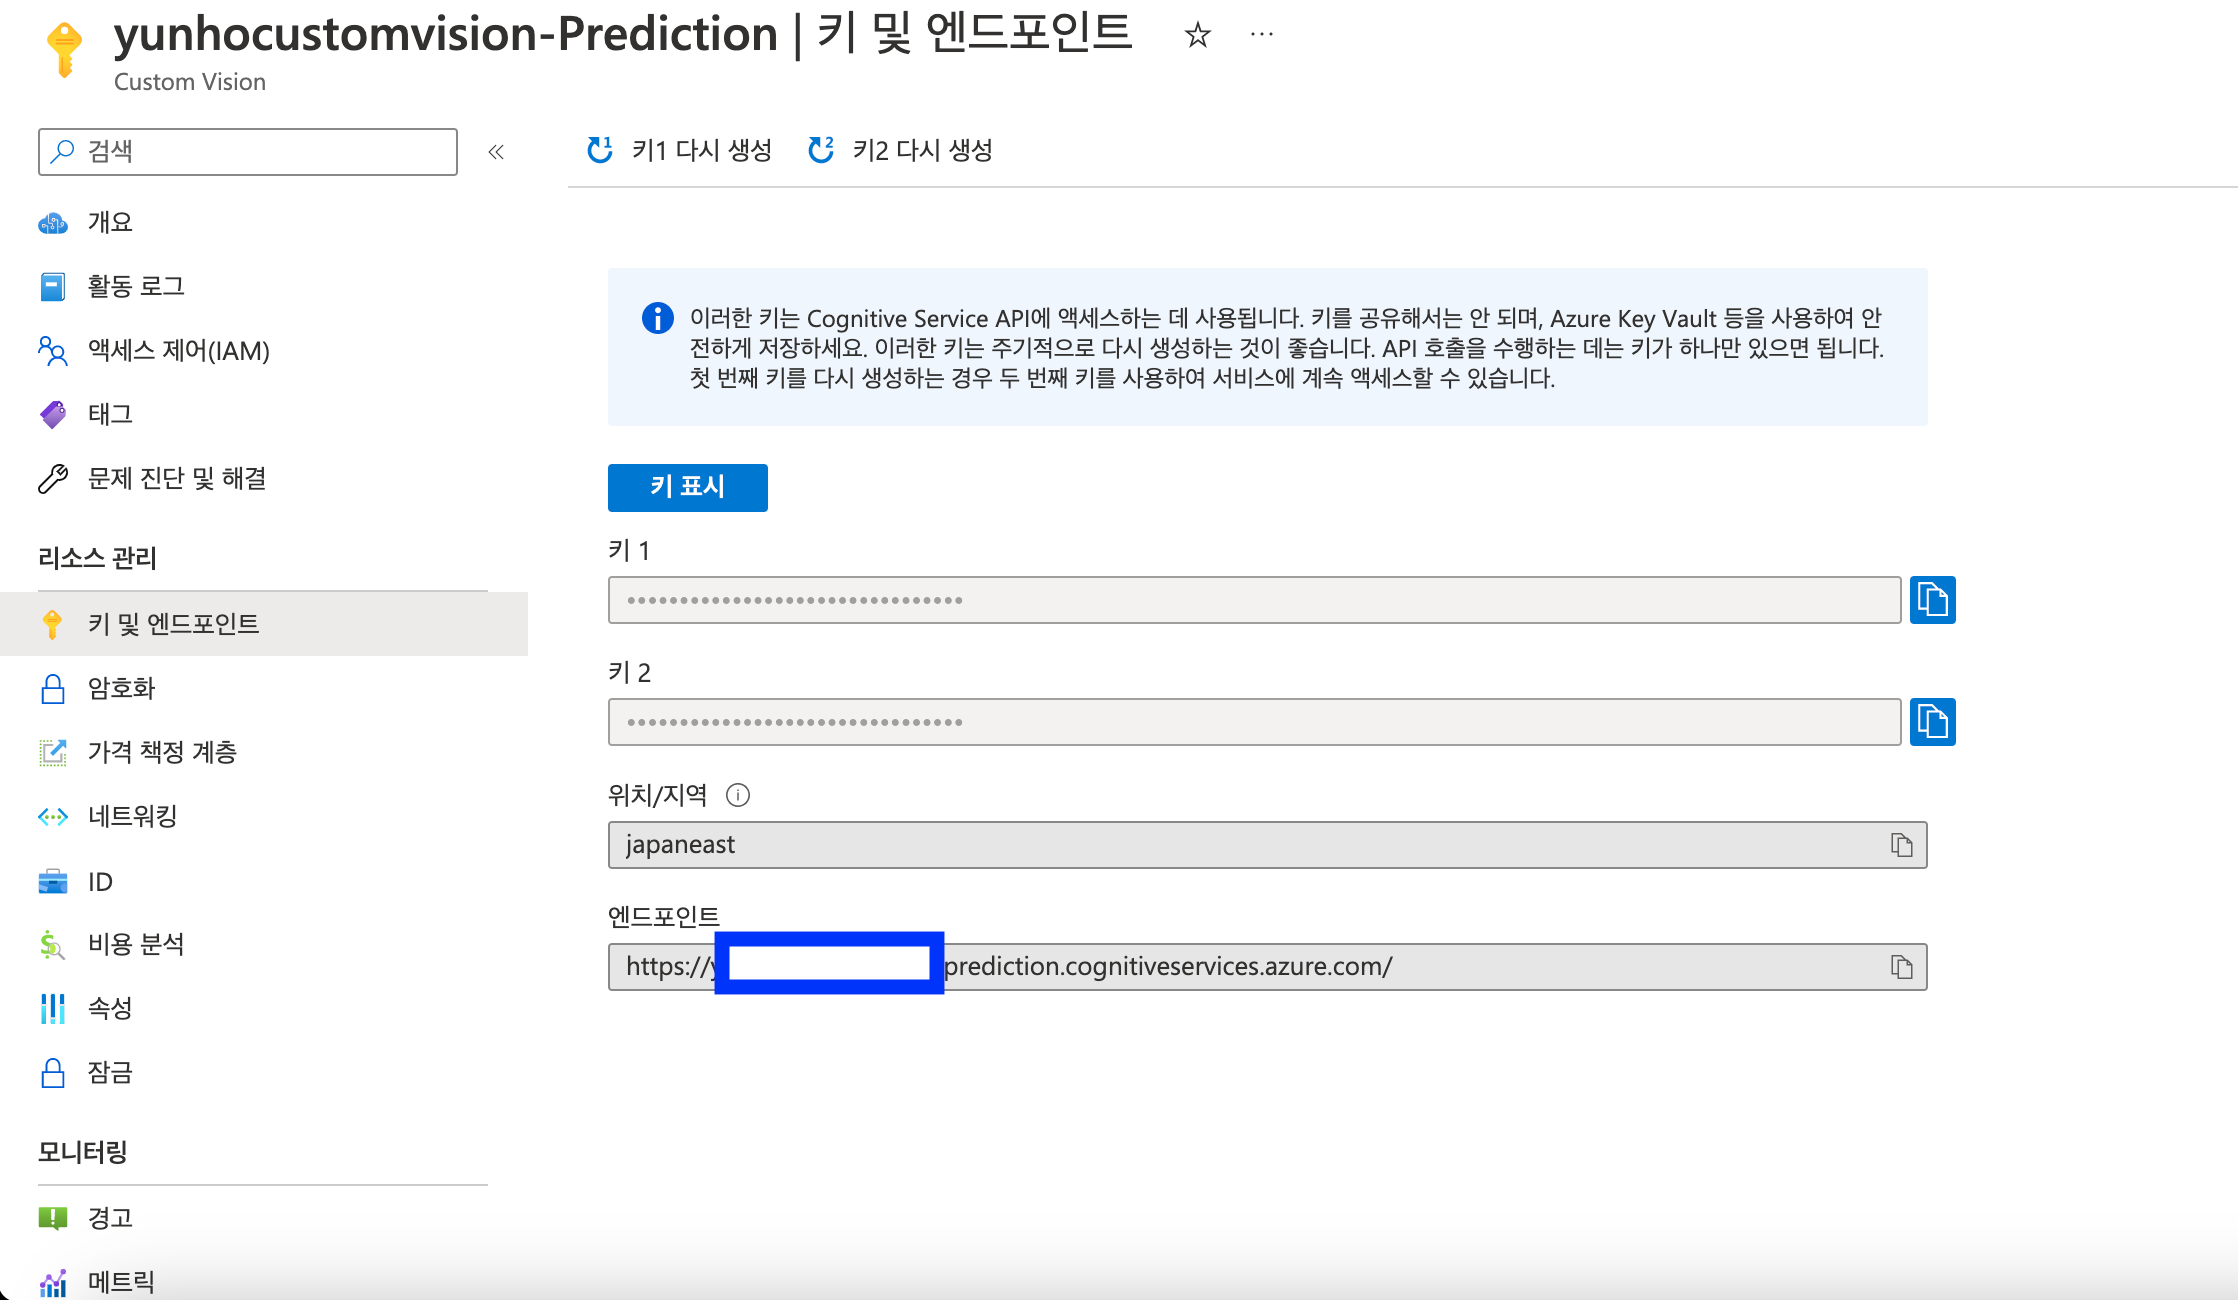 yunhocustomvision-Prediction | 키 및 엔드포인트
Custom Vision
검색
키1 다시 생성
키2 다시 생성
개요
활동 로그
액세스 제어(IAM)
태그
문제 진단 및 해결
리소스 관리
키 및 엔드포인트
암호화
가격 책정 계층
네트워킹
ID
비용 분석
속성
잠금
모니터링
경고
메트릭
이러한 키는 Cognitive Service API에 액세스하는 데 사용됩니다. 키를 공유해서는 안 되며, Azure Key Vault 등을 사용하여 안
전하게 저장하세요. 이러한 키는 주기적으로 다시 생성하는 것이 좋습니다. API 호출을 수행하는 데는 키가 하나만 있으면 됩니다.
첫 번째 키를 다시 생성하는 경우 두 번째 키를 사용하여 서비스에 계속 액세스할 수 있습니다.
키 표시
키 1
••••••••••••••••••••••••••••••••
키 2
••••••••••••••••••••••••••••••••
위치/지역
japaneast
엔드포인트
https://y prediction.cognitiveservices.azure.com/